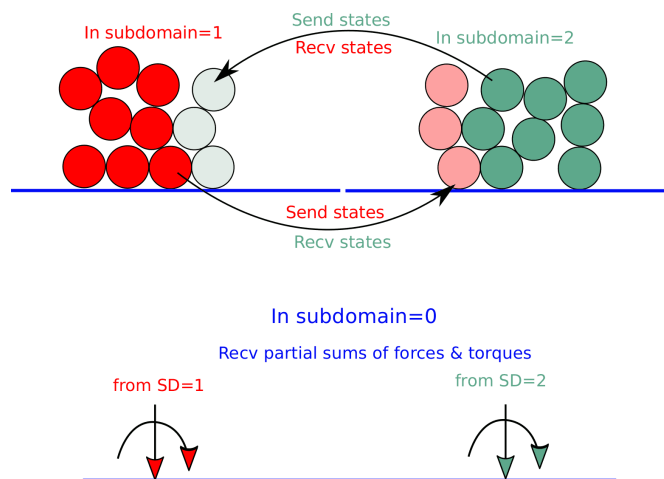 Send states
In subdomain=1
Recv states
In subdomain=2
Send states
Recv states
In subdomain=0
Recv partial sums of forces & torques
from SD=1
from SD=2